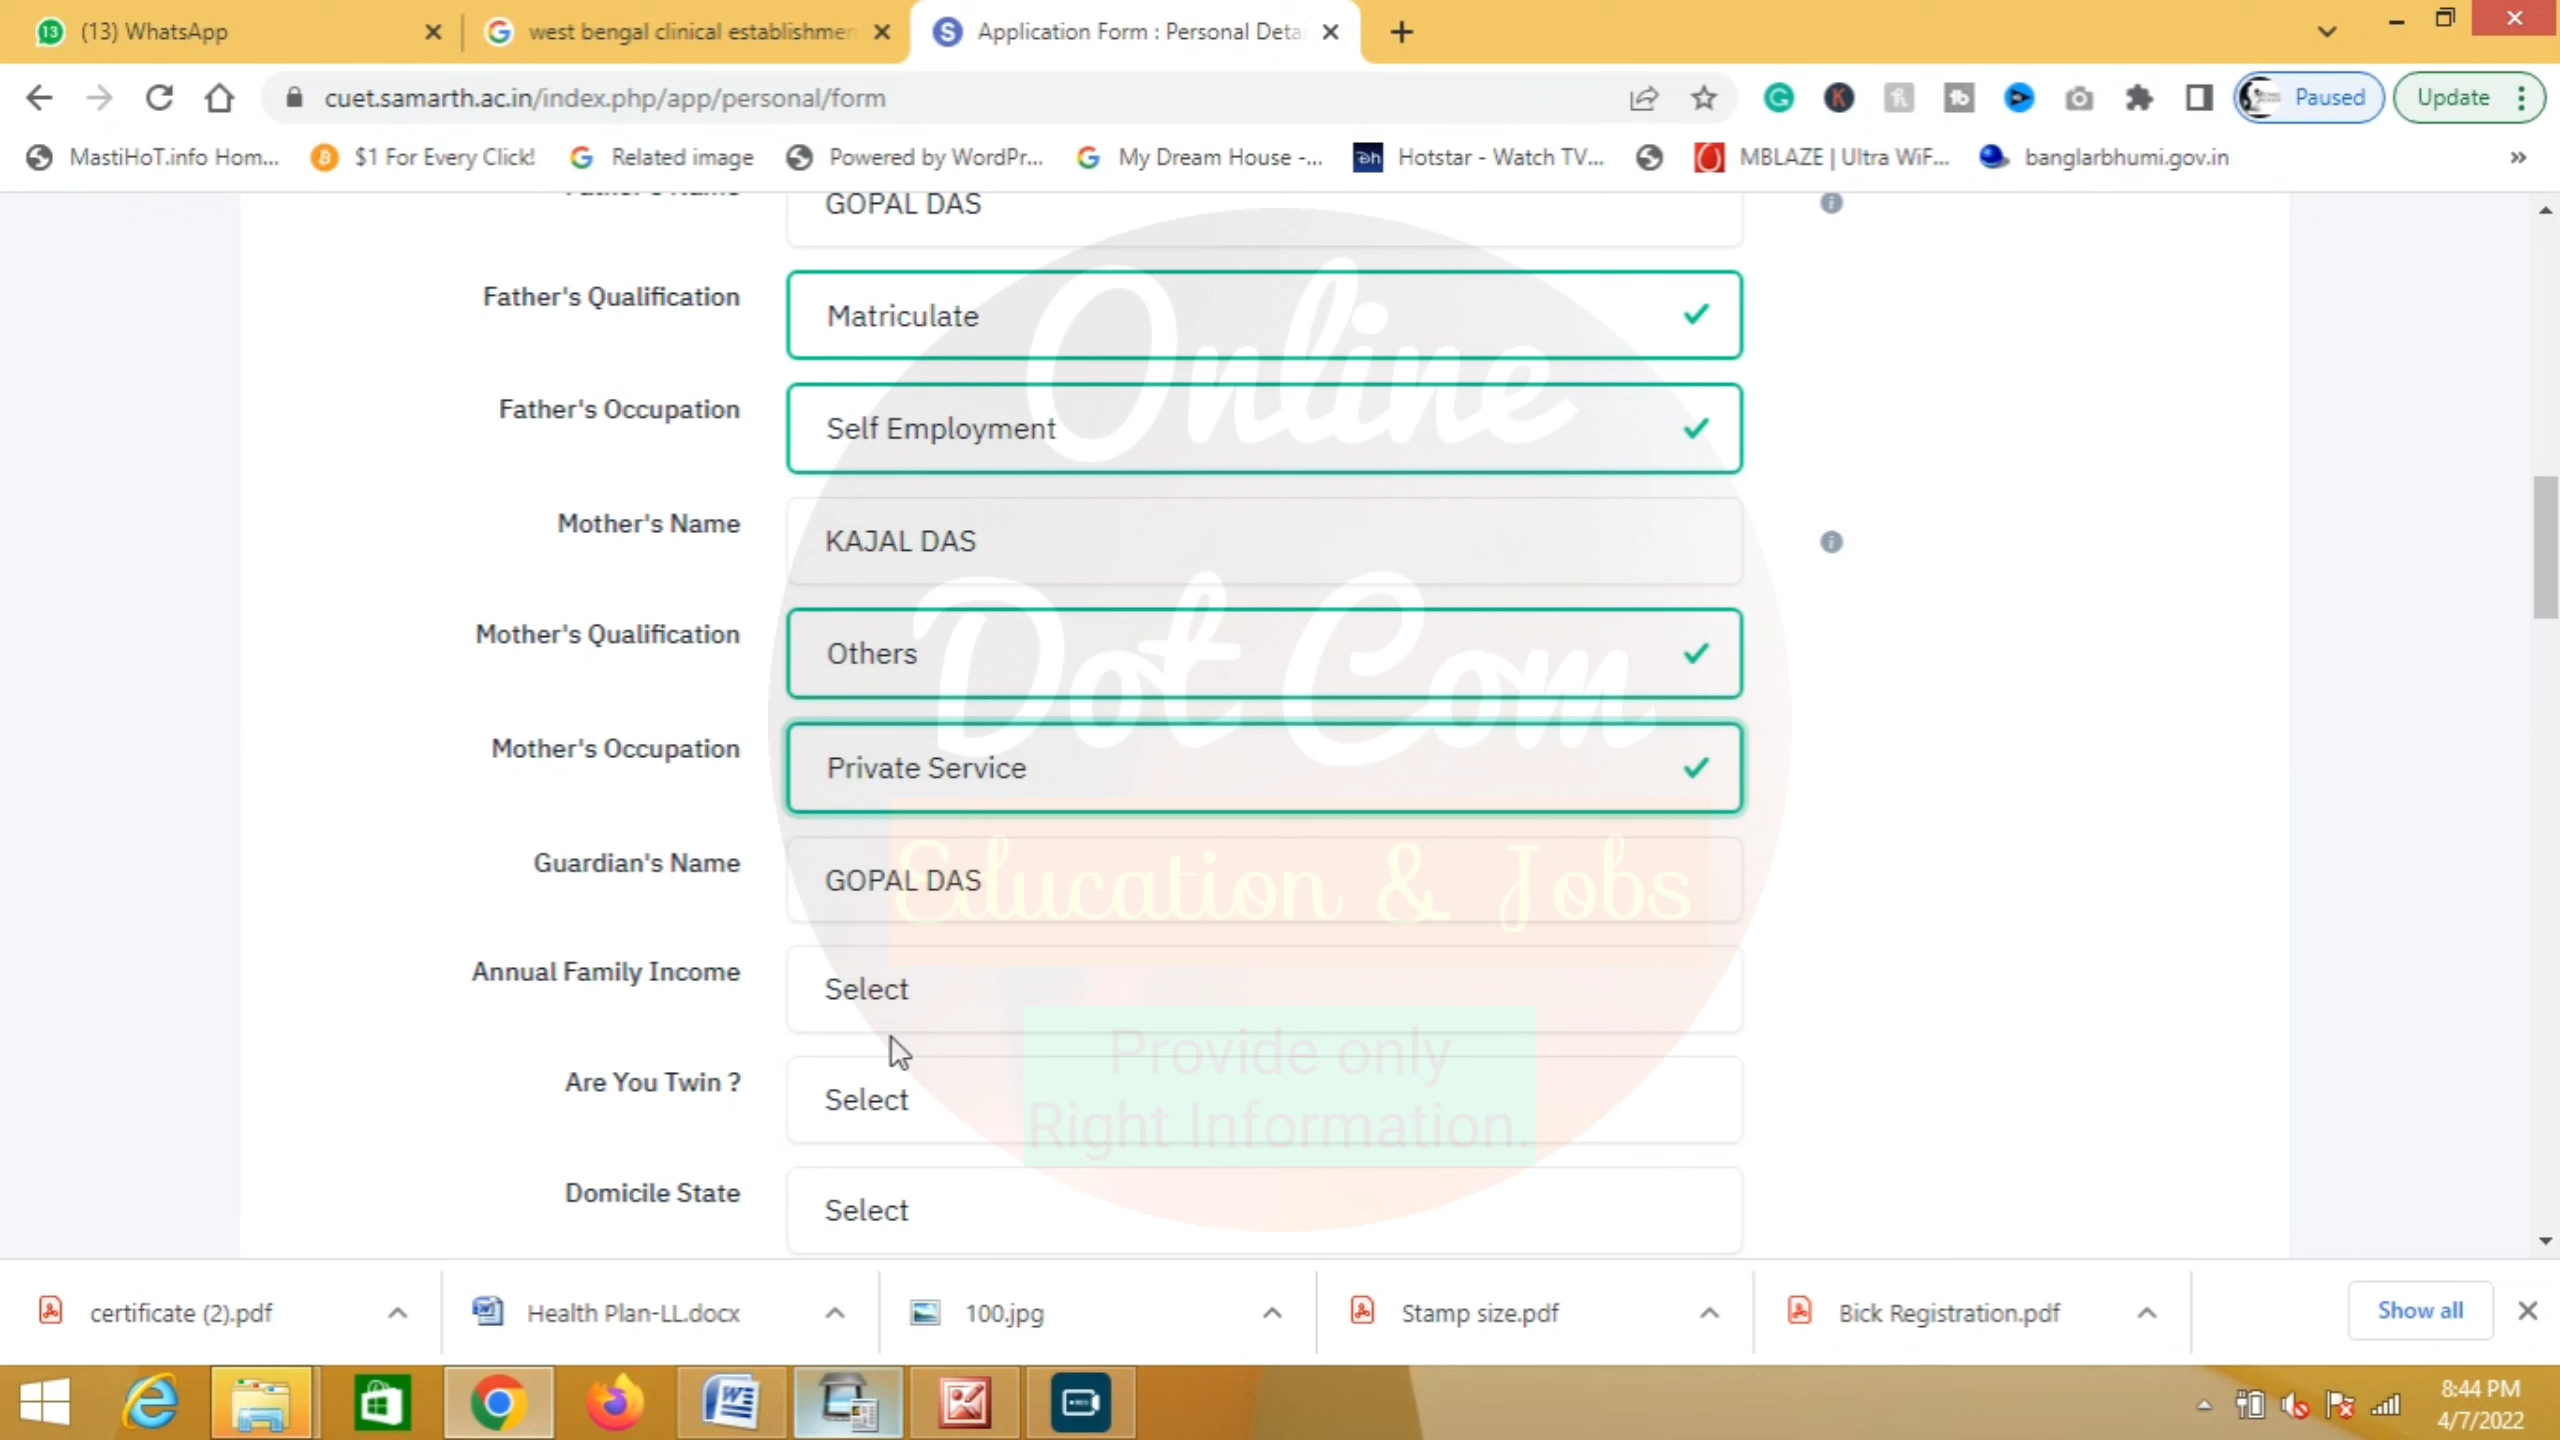 13
(13) WhatsApp
west bengal clinical establishmen
S
Application Form : Personal Deta
cuet.samarth.ac.in/index.php/app/personal/form
Paused
Update
MastiHoT.info Hom...
$1 For Every Click!
Related image
Powered by WordPr...
My Dream House -...
Hotstar - Watch TV...
MBLAZE | Ultra WiF...
banglarbhumi.gov.in
»
GOPAL DAS
Father's Qualification
Matriculate
Father's Occupation
Self Employment
Mother's Name
KAJAL DAS
Mother's Qualification
Others
Mother's Occupation
Private Service
Guardian's Name
GOPAL DAS
Annual Family Income
Select
Are You Twin ?
Select
Domicile State
Select
Online
Dot Com
Education & Jobs
Provide only
Right Information.
certificate (2).pdf
Health Plan-LL.docx
100.jpg
Stamp size.pdf
Bick Registration.pdf
Show all
8:44 PM
4/7/2022